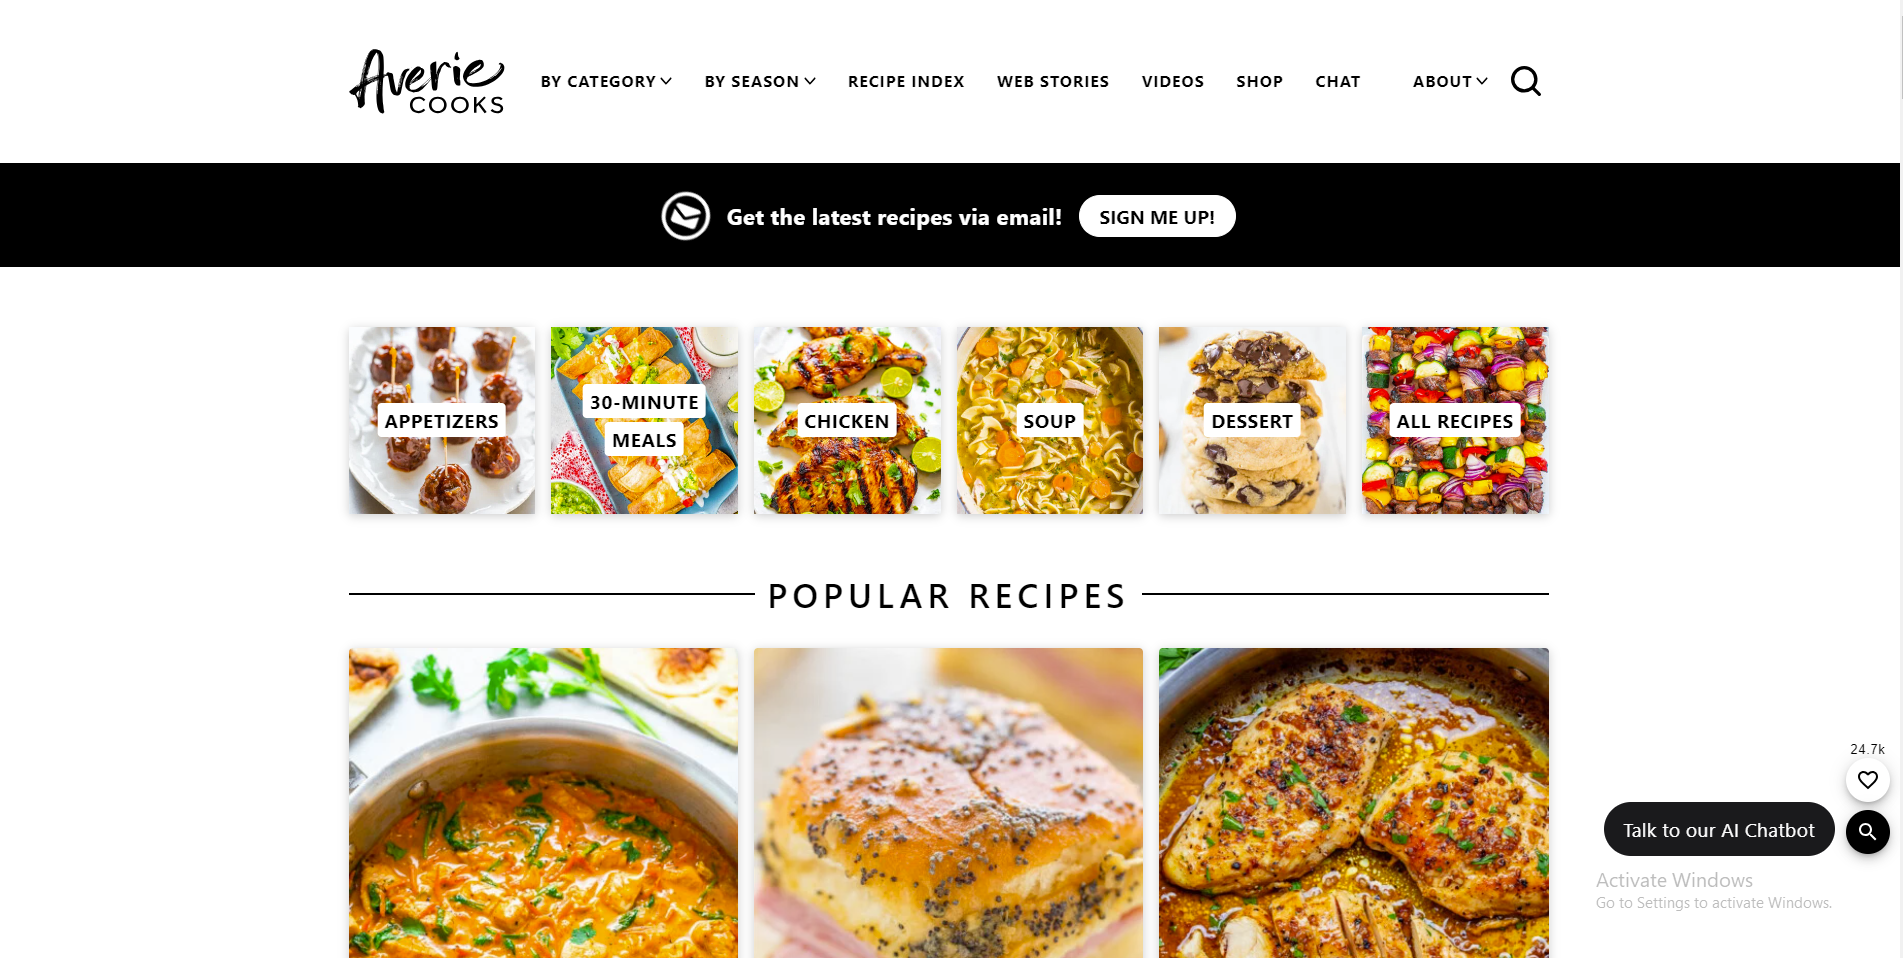 Averie
COOKS
BY CATEGORY
BY SEASON
RECIPE INDEX
WEB STORIES
VIDEOS
SHOP
CHAT
ABOUT
Get the latest recipes via email!
SIGN ME UP!
APPETIZERS
30-MINUTE
MEALS
CHICKEN
SOUP
DESSERT
ALL RECIPES
POPULAR RECIPES
24.7k
Talk to our AI Chatbot
Activate Windows
Go to Settings to activate Windows.